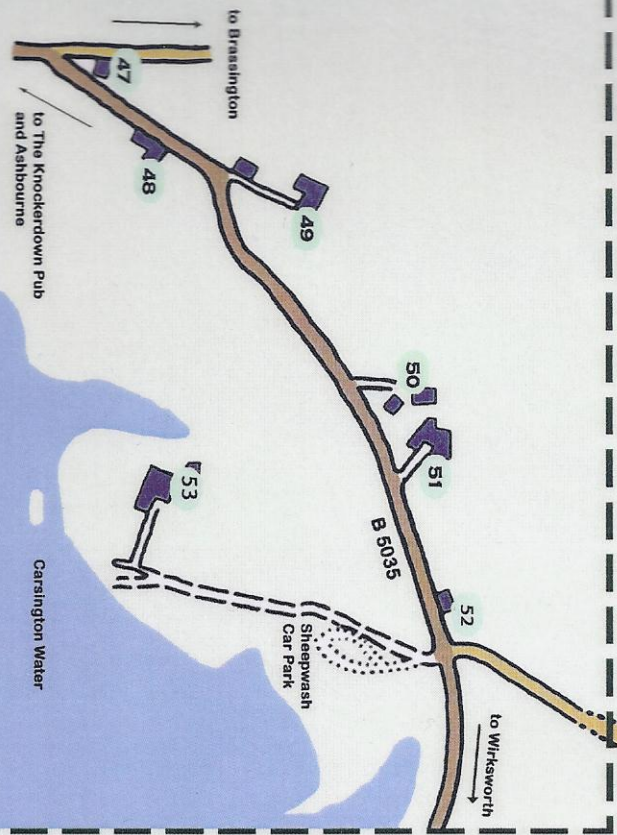 to Brassington
47
to The Knockerdown Pub
and Ashbourne
48
49
50
51
B 5035
52
53
Sheepwash
Car Park
to Wirksworth
Carsington Water